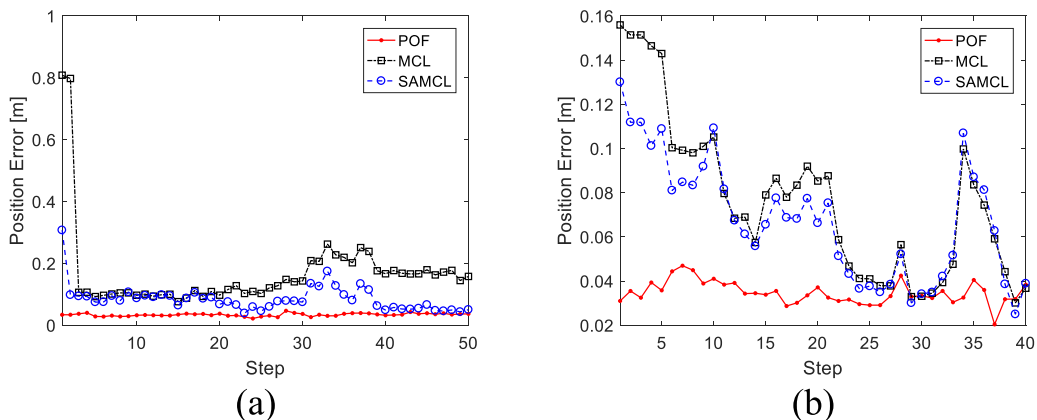 1
0.8
0.6
0.4
0.2
0
Position Error [m]
10 20 30 40 50
Step
POF
MCL
SAMCL
(a)
0.16
0.14
0.12
0.1
0.08
0.06
0.04
0.02
Position Error [m]
5 10 15 20 25 30 35 40
Step
POF
MCL
SAMCL
(b)